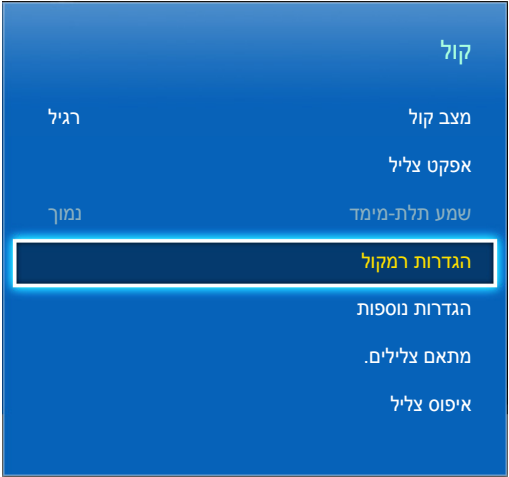 קול
מצב קול רגיל
אפקט צליל
שמע תלת-מימד נמוך
הגדרות רמקול
הגדרות נוספות
מתאם צלילים.
איפוס צליל